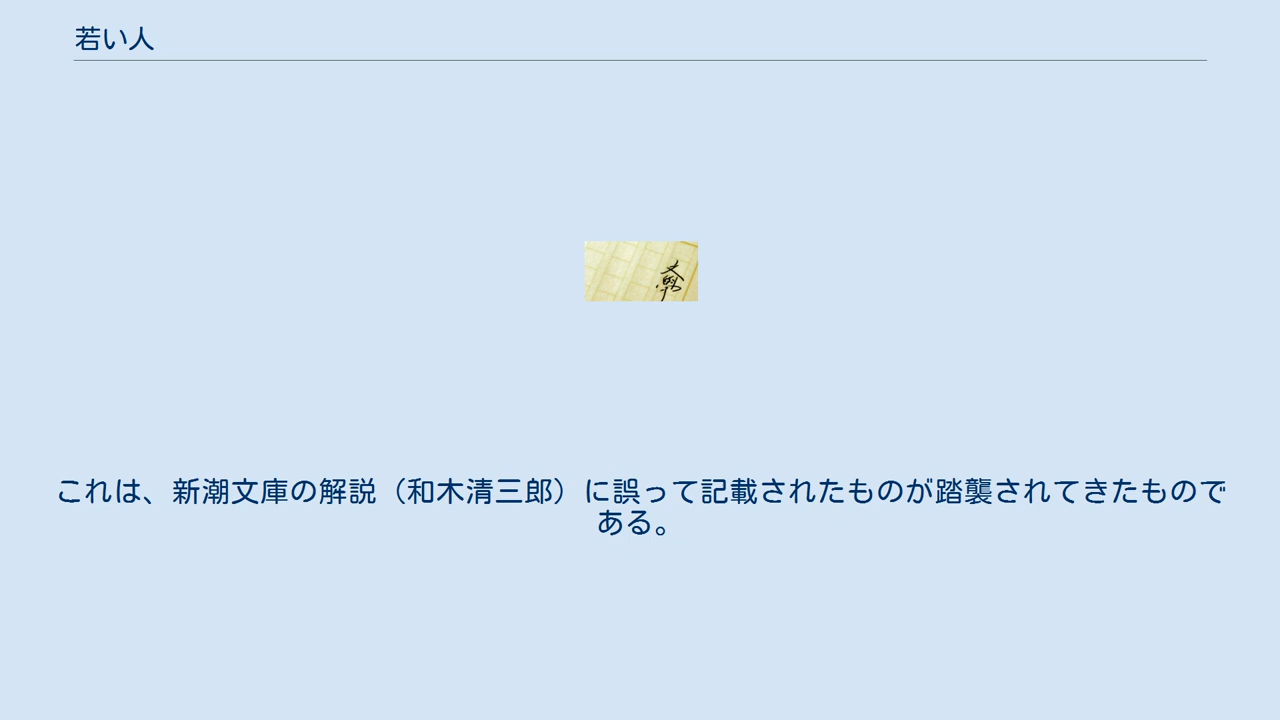 若い人
これは、新潮文庫の解説（和木清三郎）に誤って記載されたものが踏襲されてきたもので
ある。